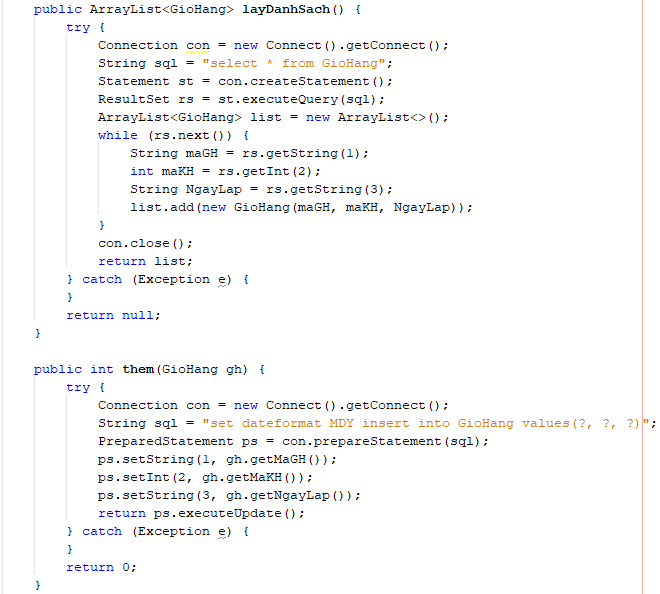 public ArrayList<GioHang> layDanhSach() {
try {
Connection con = new Connect().getConnect();
String sql = "select * from GioHang";
Statement st = con.createStatement();
ResultSet rs = st.executeQuery(sql);
ArrayList<GioHang> list = new ArrayList<>();
while (rs.next()) {
String maGH = rs.getString(1);
int maKH = rs.getInt(2);
String NgayLap = rs.getString(3);
list.add(new GioHang(maGH, maKH, NgayLap));
}
con.close();
return list;
} catch (Exception e) {
}
return null;
}
public int them(GioHang gh) {
try {
Connection con = new Connect().getConnect();
String sql = "set dateformat MDY insert into GioHang values(?, ?, ?)";
PreparedStatement ps = con.prepareStatement(sql);
ps.setString(1, gh.getMaGH());
ps.setInt(2, gh.getMaKH());
ps.setString(3, gh.getNgayLap());
return ps.executeUpdate();
} catch (Exception e) {
}
return 0;
}